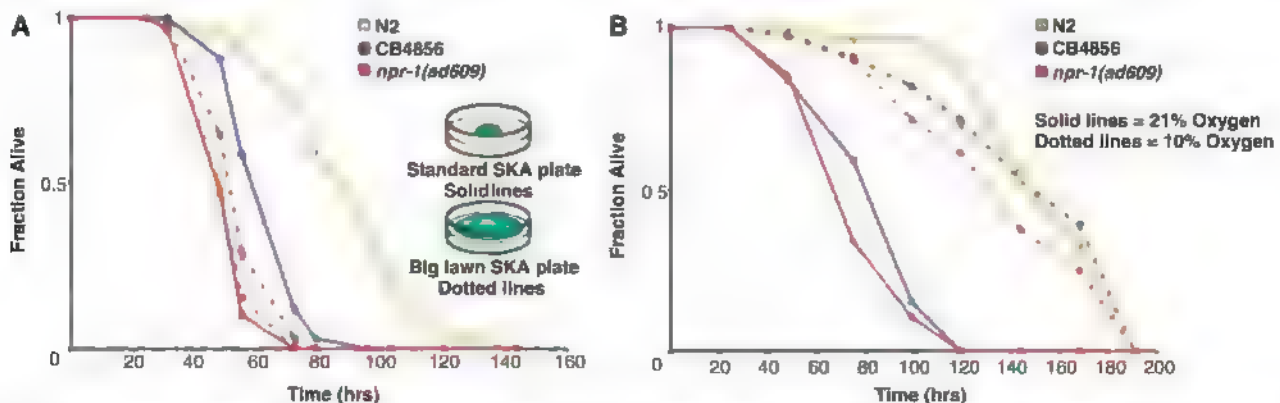 A
1
0.5
0
Fraction Alive
20
40
60
80
100
120
140
160
Time (hrs)
N2
CB4856
npr-1(ad609)
Standard SKA plate
Solidlines
Big lawn SKA plate
Dotted lines
B
1
0 5
0
Fraction Alive
20
40
60
80
100
120
140
160
180
200
Time (hrs)
N2
CB4856
npr-1(ad609)
Solid lines = 21% Oxygen
Dotted lines = 10% Oxygen